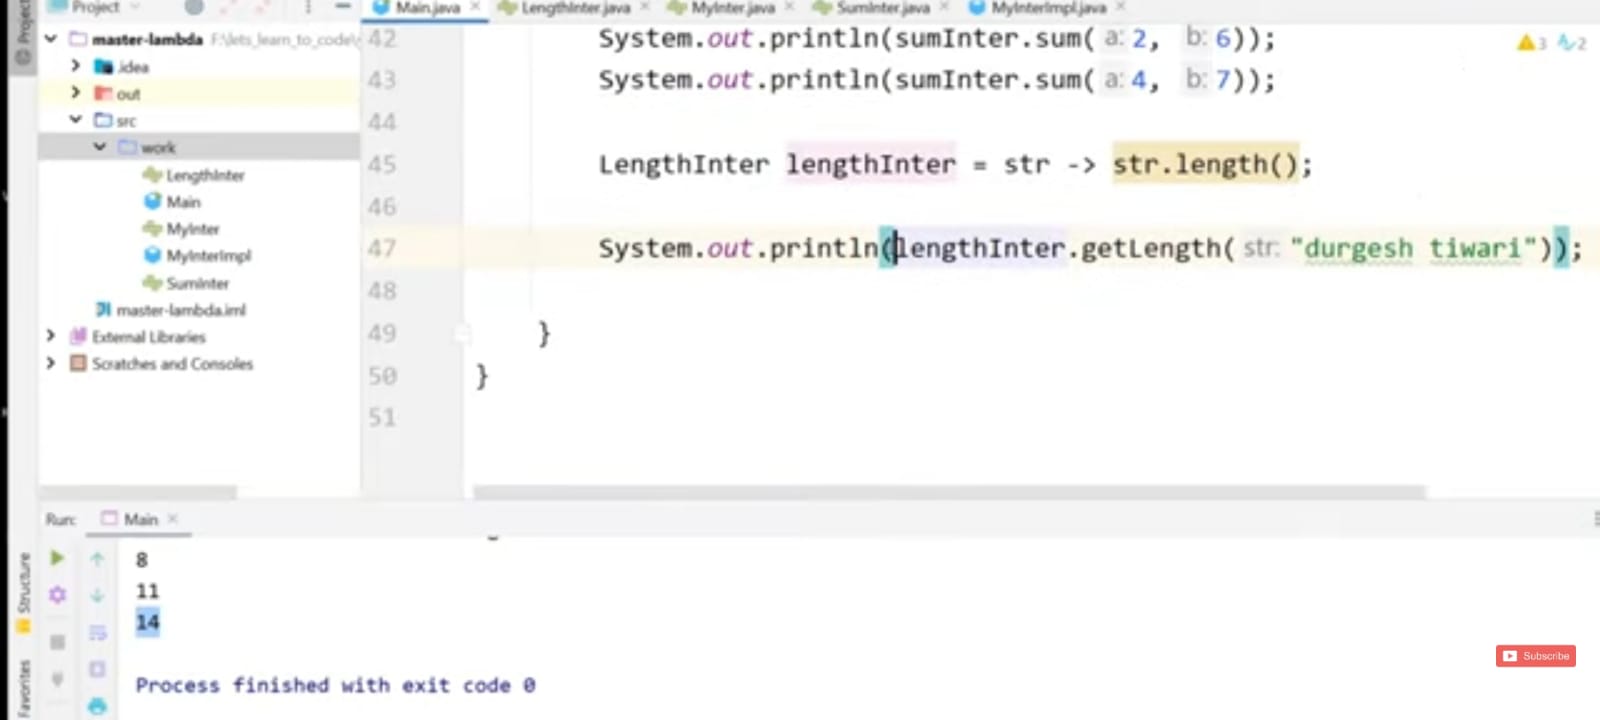 Project
Main.java LengthInter.java MyInter.java SumInter.java MyInterImpl.java
Project
master-lambda F:\lets_learn_to_code\
.idea
out
src
work
LengthInter
Main
MyInter
MyInterImpl
SumInter
master-lambda.iml
External Libraries
Scratches and Consoles
42 System.out.println(sumInter.sum( a: 2, b: 6));
43 System.out.println(sumInter.sum( a: 4, b: 7));
44
45 LengthInter lengthInter = str -> str.length();
46
47 System.out.println(lengthInter.getLength( str: "durgesh tiwari"));
48
49 }
50 }
51
3 2
Run: Main
8
11
14
Process finished with exit code 0
Structure
Favorites
Subscribe